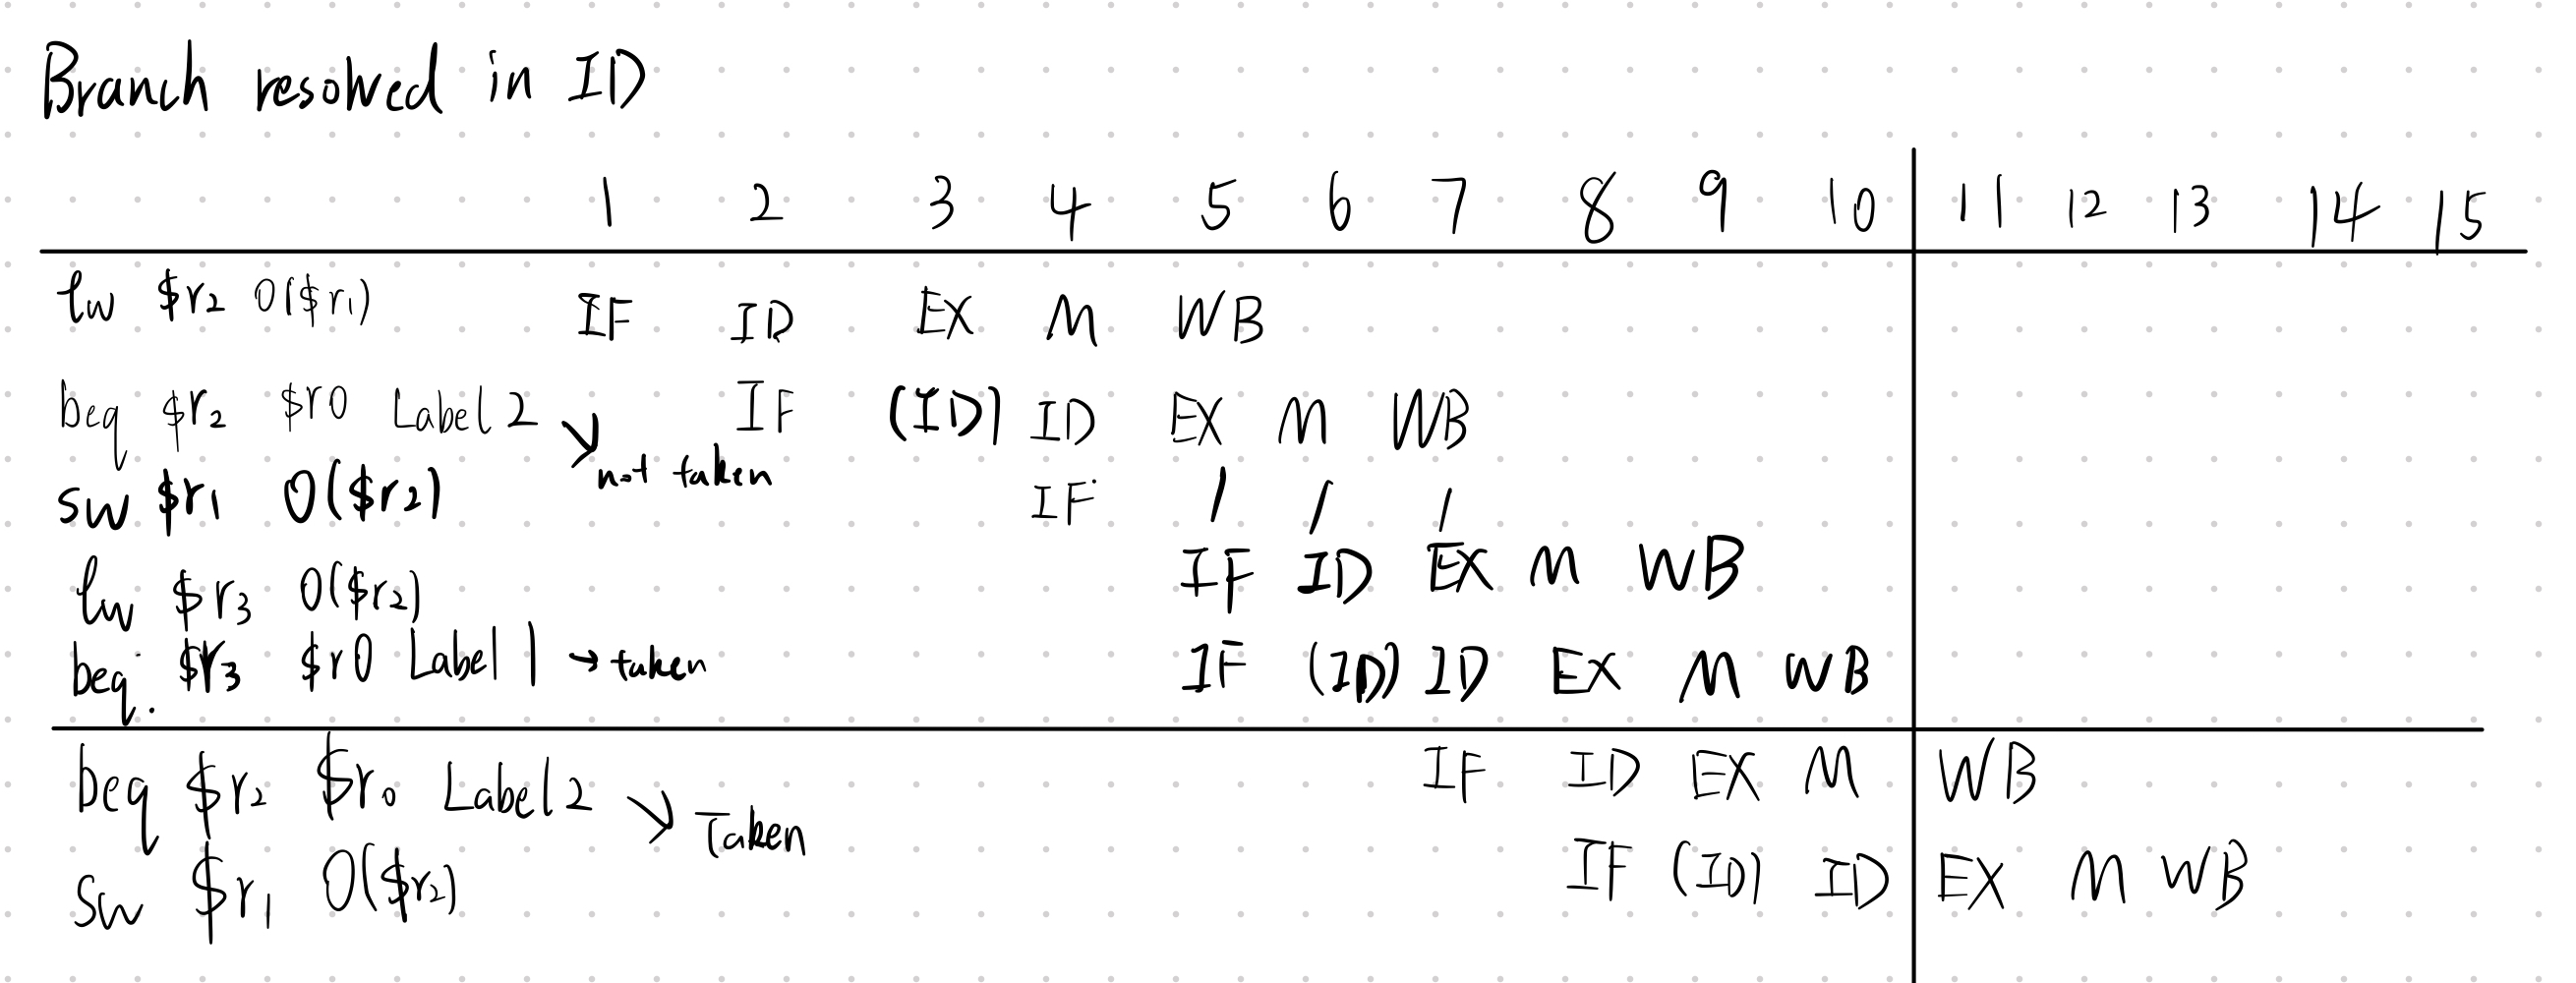 Branch resolved in ID
1 2 3 4 5 6 7 8 9 10 11 12 13 14 15
lw $r2 0($r1) IF ID EX M WB
beq $r2 $r0 Label2 ↘ not taken IF (ID) ID EX M WB
sw $r1 0($r2) IF / / /
lw $r3 0($r2) IF ID EX M WB
beq. $r3 $r0 Label1 → taken IF (ID) ID EX M WB
beq $r2 $r0 Label2 ↘ Taken IF ID EX M WB
Sw $r1 0($r2) IF (ID) ID EX M WB